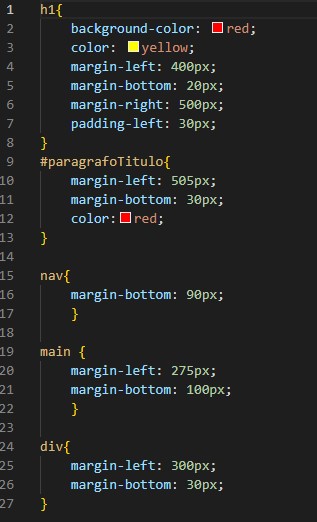 1 h1{
2 background-color: red;
3 color: yellow;
4 margin-left: 400px;
5 margin-bottom: 20px;
6 margin-right: 500px;
7 padding-left: 30px;
8 }
9 #paragrafoTitulo{
10 margin-left: 505px;
11 margin-bottom: 30px;
12 color: red;
13 }
14
15 nav{
16 margin-bottom: 90px;
17 }
18
19 main {
20 margin-left: 275px;
21 margin-bottom: 100px;
22 }
23
24 div{
25 margin-left: 300px;
26 margin-bottom: 30px;
27 }